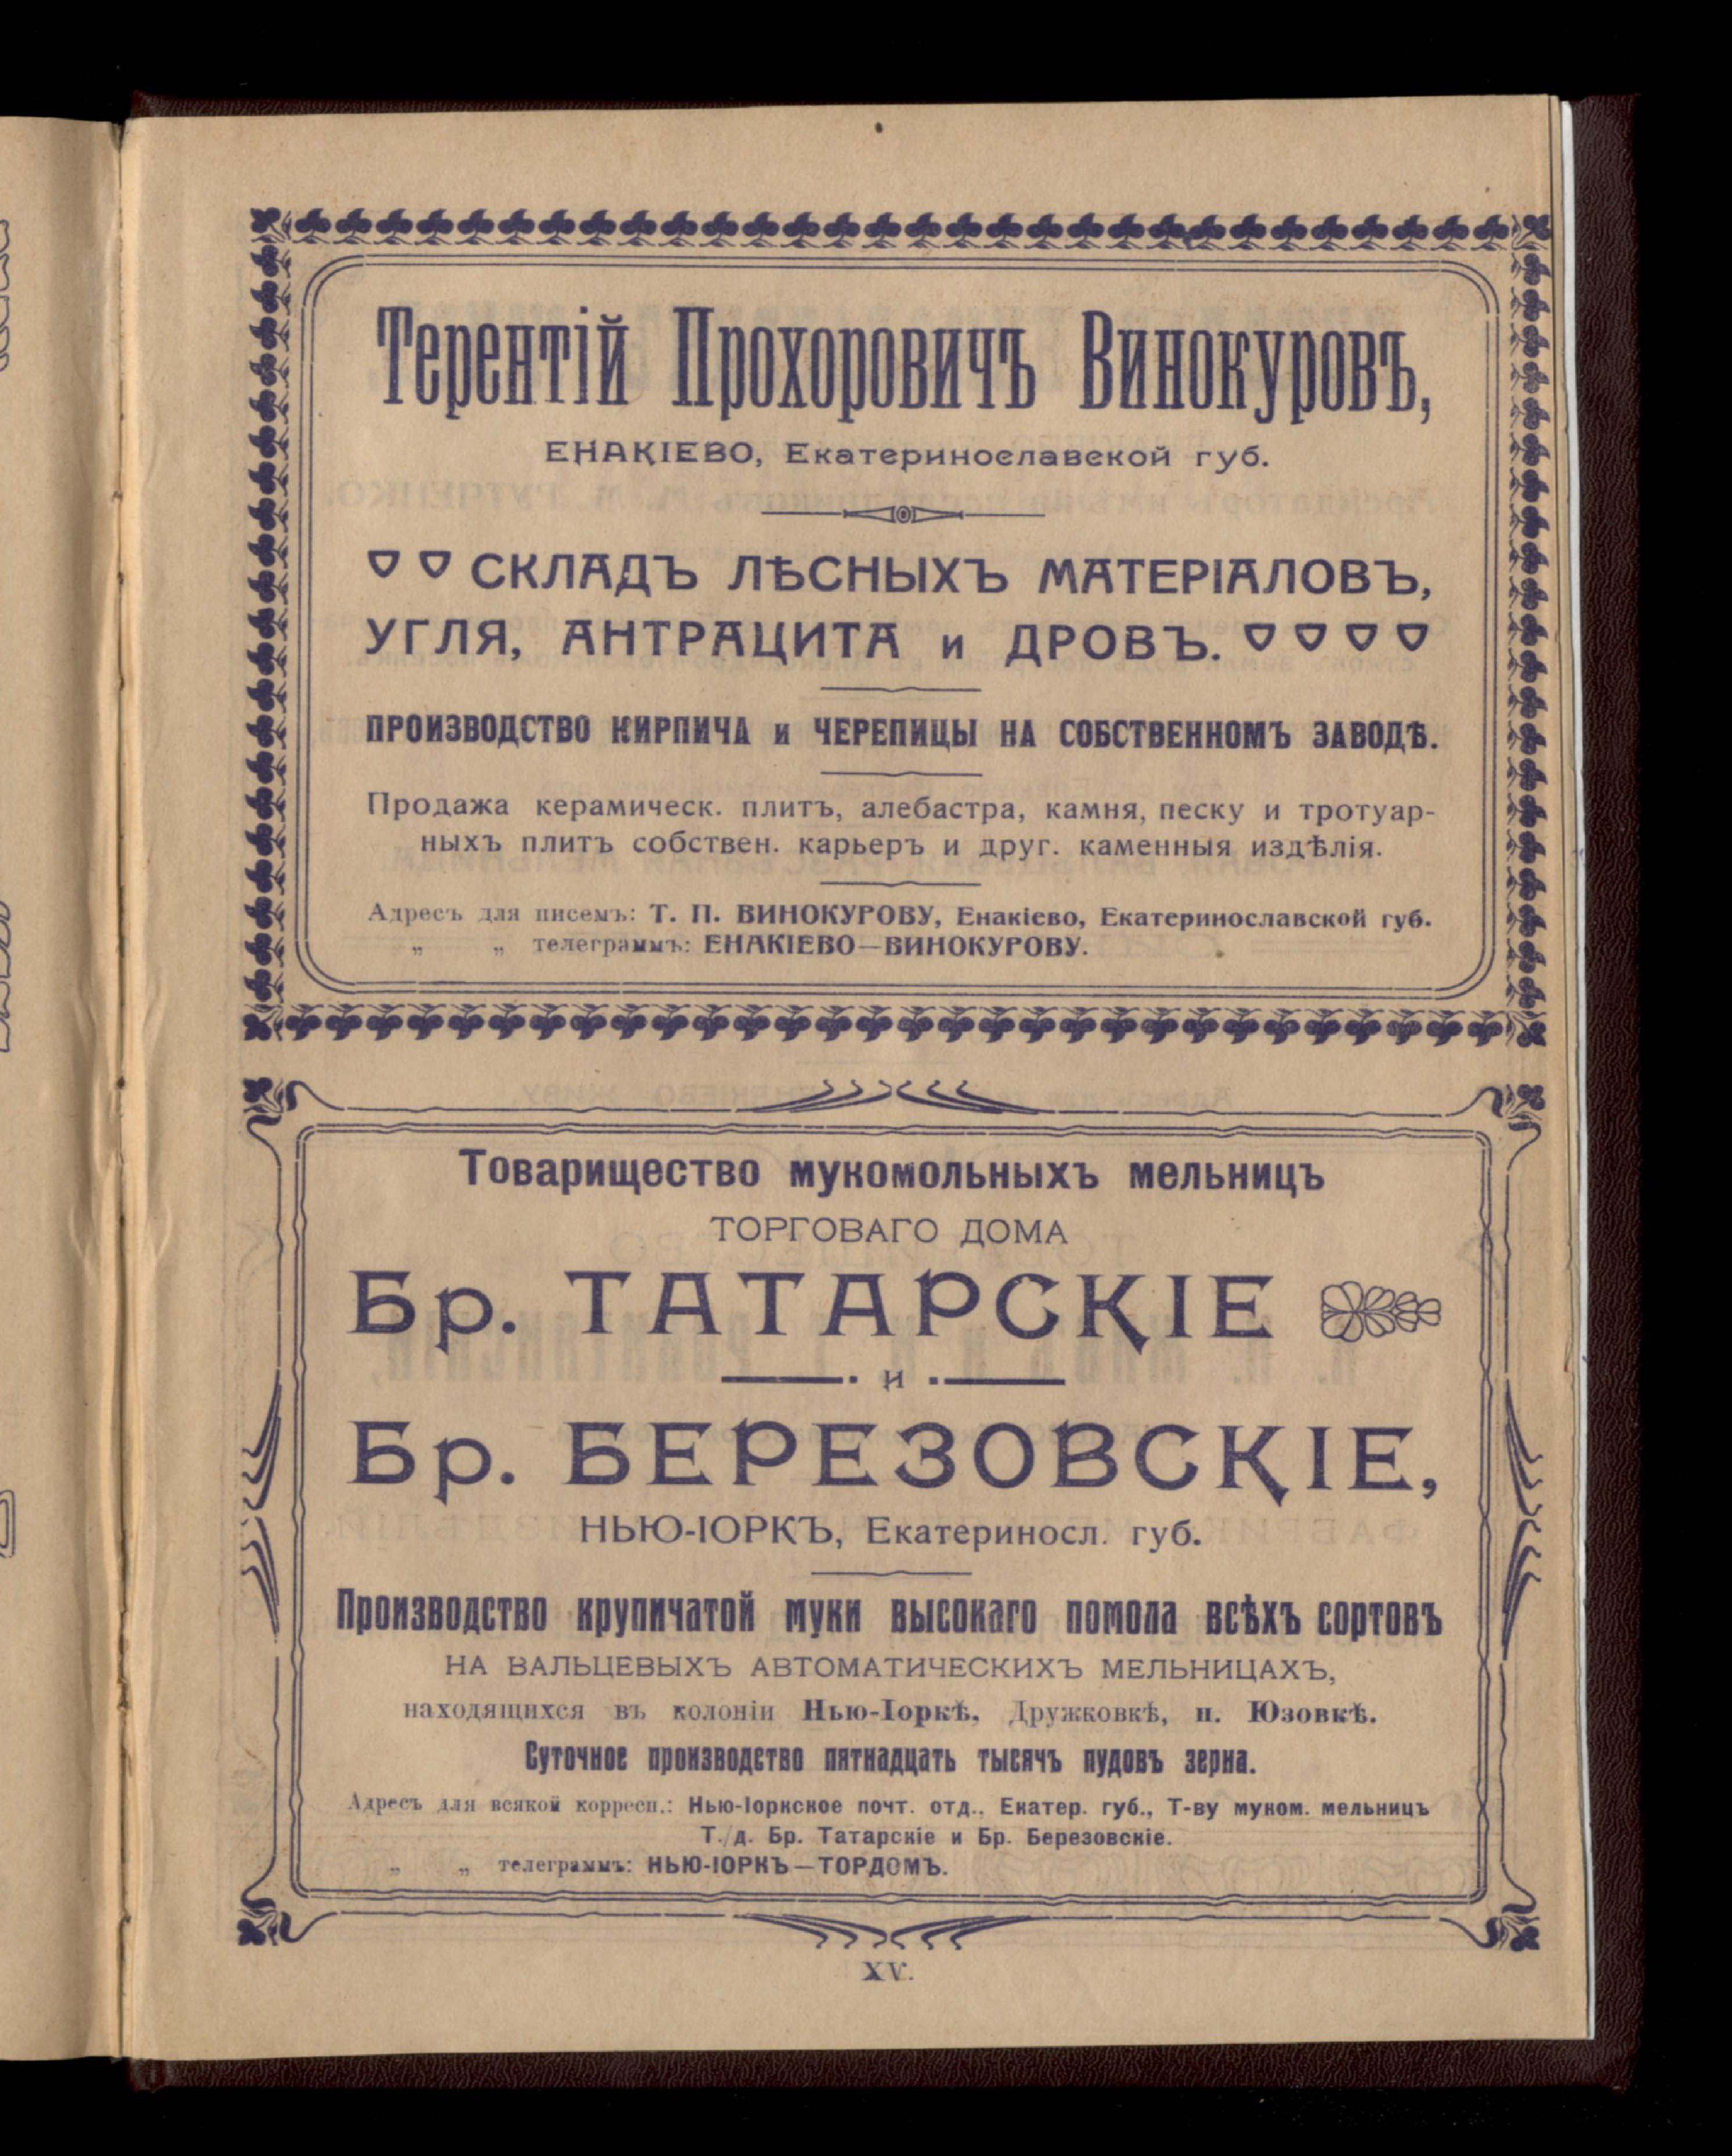 Терентій Прохоровичъ Винокуровъ,
ЕНАКІЕВО, Екатеринославской губ.
СКЛАДЪ ЛѢСНЫХЪ МАТЕРІАЛОВЪ,
УГЛЯ, АНТРАЦИТА и ДРОВЪ.
ПРОИЗВОДСТВО КИРПИЧА и ЧЕРЕПИЦЫ НА СОБСТВЕННОМЪ ЗАВОДѢ.
Продажа керамическ. плитъ, алебастра, камня, песку и тротуар-
ныхъ плитъ собствен. карьеръ и друг. каменныя издѣлія.
Адресъ для писемъ: Т. П. ВИНОКУРОВУ, Енакіево, Екатеринославской губ.
„ „ телеграммъ: ЕНАКІЕВО—ВИНОКУРОВУ.
Товарищество мукомольныхъ мельницъ
ТОРГОВАГО ДОМА
Бр. ТАТАРСКІЕ
и
Бр. БЕРЕЗОВСКІЕ,
НЬЮ-ІОРКЪ, Екатеринос. губ.
Производство крупичатой муки высокаго помола всѣхъ сортовъ
НА ВАЛЬЦЕВЫХЪ АВТОМАТИЧЕСКИХЪ МЕЛЬНИЦАХЪ,
находящихся въ колоніи Нью-Іоркѣ, Дружковкѣ, п. Юзовкѣ.
Суточное производство пятнадцать тысячъ пудовъ зерна.
Адресъ для всякой корресп.: Нью-Іоркское почт. отд., Екатер. губ., Т-ву муком. мельницъ
Т./д. Бр. Татарскіе и Бр. Березовскіе.
„ „ телеграммъ: НЬЮ-ІОРКЪ—ТОРДОМЪ.
XV.